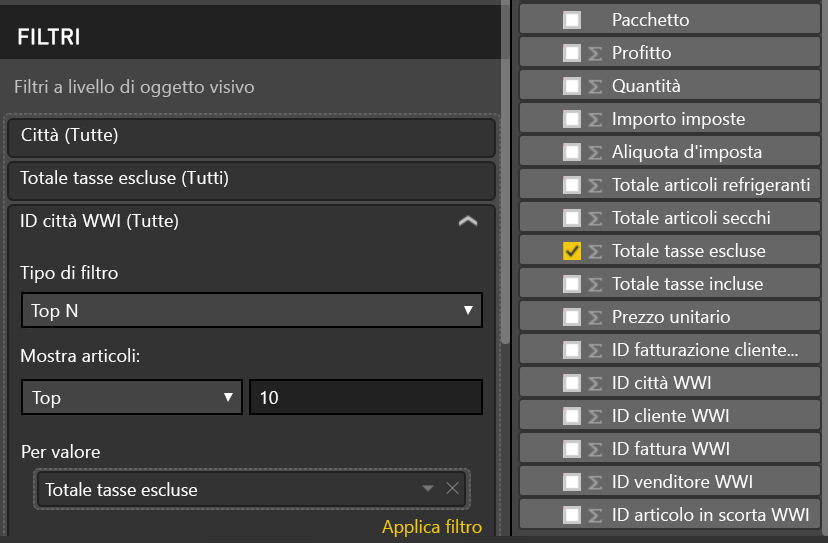 FILTRI
Filtri a livello di oggetto visivo
Città (Tutte)
Totale tasse escluse (Tutti)
ID città WWI (Tutte)
Tipo di filtro
Top N
Mostra articoli:
Top
10
Per valore
Totale tasse escluse
Applica filtro
Pacchetto
Profitto
Quantità
Importo imposte
Aliquota d'imposta
Totale articoli refrigeranti
Totale articoli secchi
Totale tasse escluse
Totale tasse incluse
Prezzo unitario
ID fatturazione cliente...
ID città WWI
ID cliente WWI
ID fattura WWI
ID venditore WWI
ID articolo in scorta WWI